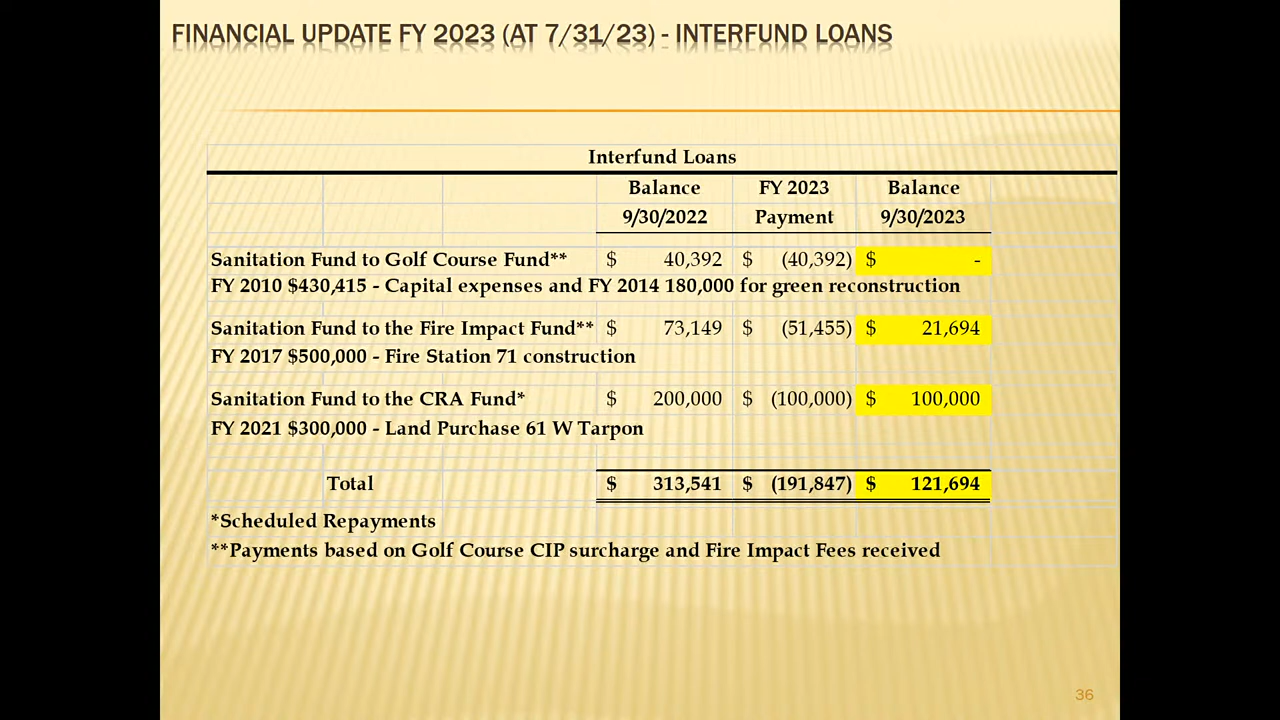 FINANCIAL UPDATE FY 2023 (AT 7/31/23) - INTERFUND LOANS
Interfund Loans
Balance FY 2023 Balance
9/30/2022 Payment 9/30/2023
Sanitation Fund to Golf Course Fund** $ 40,392 $ (40,392) $ -
FY 2010 $430,415 - Capital expenses and FY 2014 180,000 for green reconstruction
Sanitation Fund to the Fire Impact Fund** $ 73,149 $ (51,455) $ 21,694
FY 2017 $500,000 - Fire Station 71 construction
Sanitation Fund to the CRA Fund* $ 200,000 $ (100,000) $ 100,000
FY 2021 $300,000 - Land Purchase 61 W Tarpon
Total $ 313,541 $ (191,847) $ 121,694
*Scheduled Repayments
**Payments based on Golf Course CIP surcharge and Fire Impact Fees received
36